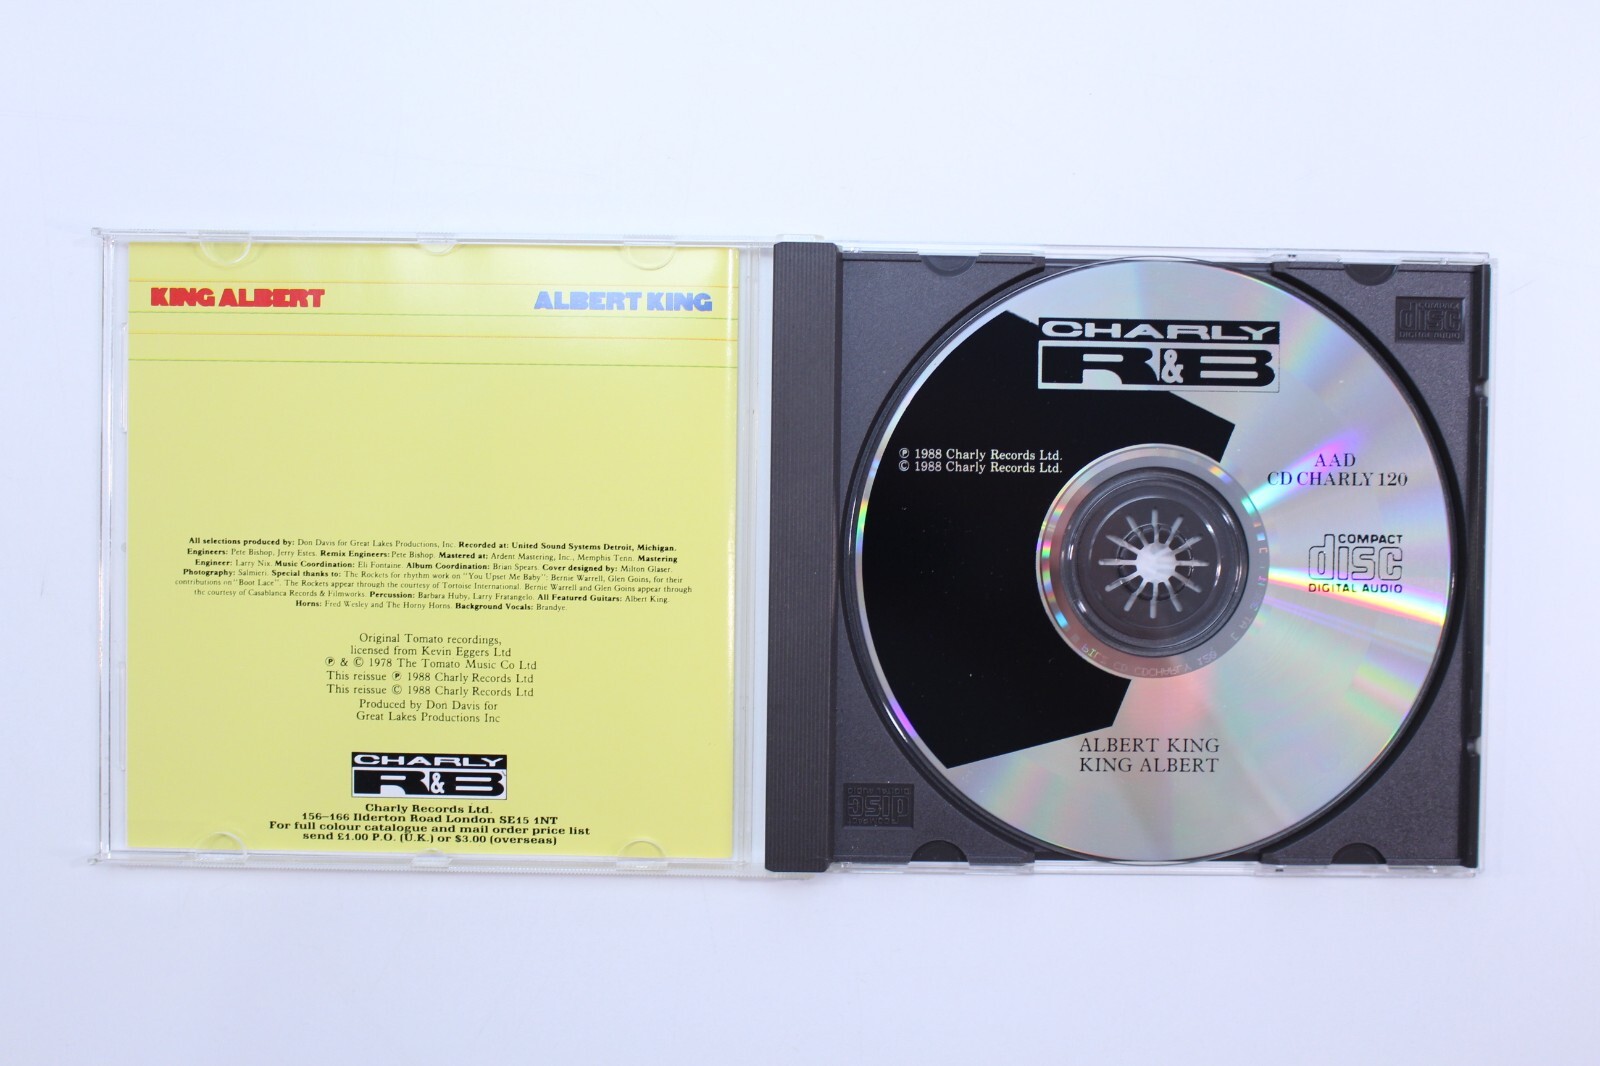 KING ALBERT
ALBERT KING
All selections produced by: Don Davis for Great Lakes Productions, Inc. Recorded at: United Sound Systems Detroit, Michigan.
Engineers: Pete Bishop, Jerry Estes. Remix Engineers: Pete Bishop. Mastered at: Ardent Mastering, Inc., Memphis Tenn. Mastering
Engineer: Larry Nix. Music Coordination: Eli Fontaine. Album Coordination: Brian Spears. Cover designed by: Milton Glaser.
Photography: Salmieri. Special thanks to: The Rockets for rhythm work on "You Upset Me Baby": Bernie Warrell, Glen Goins, for their
contributions on "Boot Lace". The Rockets appear through the courtesy of Tortoise International. Bernie Warrell and Glen Goins appear through
the courtesy of Casablanca Records & Filmworks. Percussion: Barbara Huby, Larry Fratangelo. All Featured Guitars: Albert King.
Horns: Fred Wesley and The Horny Horns. Background Vocals: Brandye.
Original Tomato recordings,
licensed from Kevin Eggers Ltd
℗ & © 1978 The Tomato Music Co Ltd
This reissue ℗ 1988 Charly Records Ltd
This reissue © 1988 Charly Records Ltd
Produced by Don Davis for
Great Lakes Productions Inc
CHARLY
R&B
Charly Records Ltd.
156–166 Ilderton Road London SE15 1NT
For full colour catalogue and mail order price list
send £1.00 P.O. (U.K.) or $3.00 (overseas)
CHARLY
R&B
℗ 1988 Charly Records Ltd.
© 1988 Charly Records Ltd.
AAD
CD CHARLY 120
COMPACT
disc
DIGITAL AUDIO
ALBERT KING
KING ALBERT
COMPACT
disc
DIGITAL AUDIO
COMPACT
disc
DIGITAL AUDIO